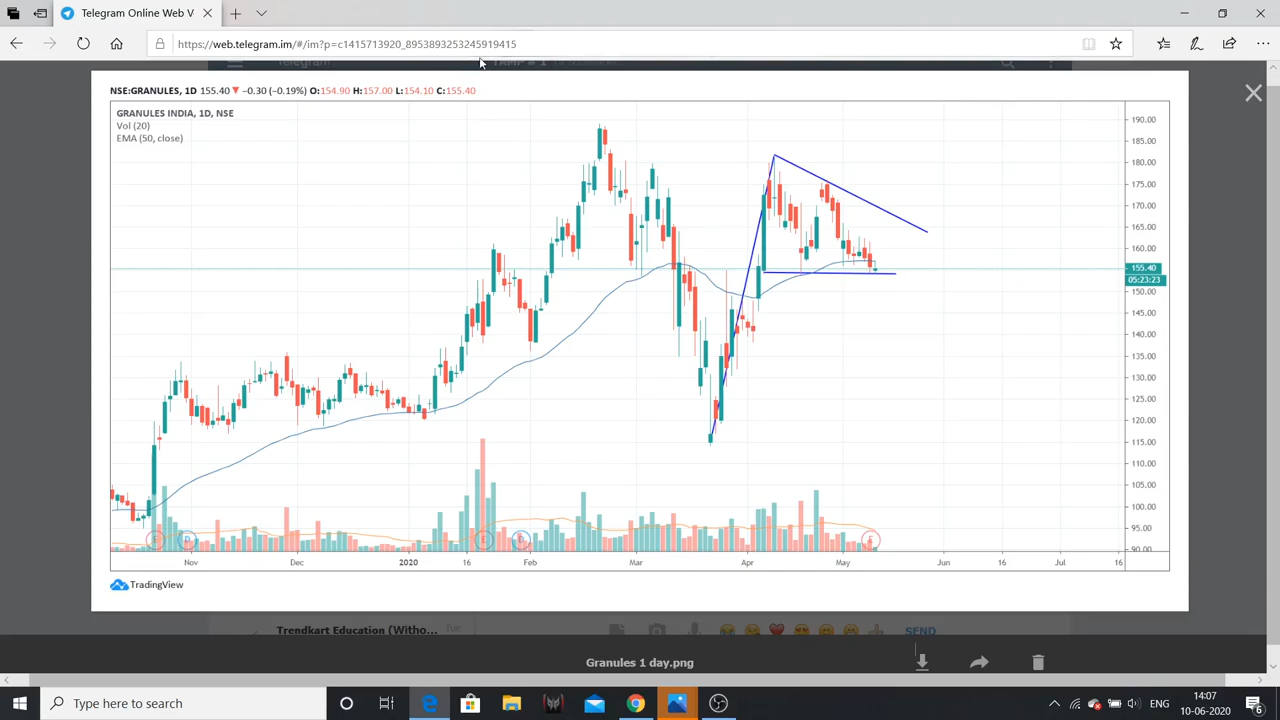 Telegram Online Web V
https://web.telegram.im/#/im?p=c1415713920_8953893253245919415
Telegram
NSE:GRANULES, 1D 155.40 ▼ −0.30 (−0.19%) O:154.90 H:157.00 L:154.10 C:155.40
GRANULES INDIA, 1D, NSE
Vol (20)
EMA (50, close)
190.00
185.00
180.00
175.00
170.00
165.00
160.00
155.40
05:23:23
150.00
145.00
140.00
135.00
130.00
125.00
120.00
115.00
110.00
105.00
100.00
95.00
90.00
E D E D E
Nov Dec 2020 16 Feb Mar Apr May Jun 16 Jul 16
TradingView
Trendkart Education (Witho... Tue SEND
Granules 1 day.png
Type here to search
14:07
ENG
10-06-2020
6